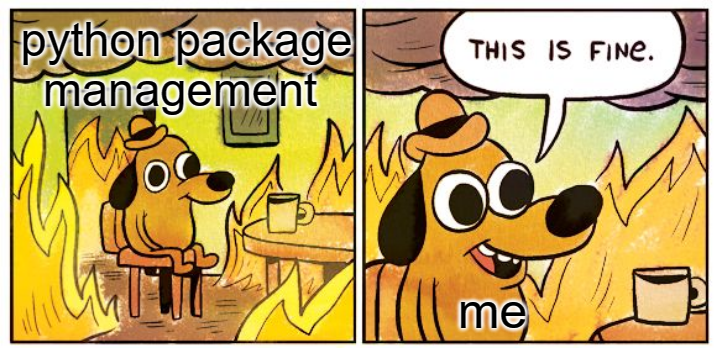 python package
management
THIS IS FINE.
me